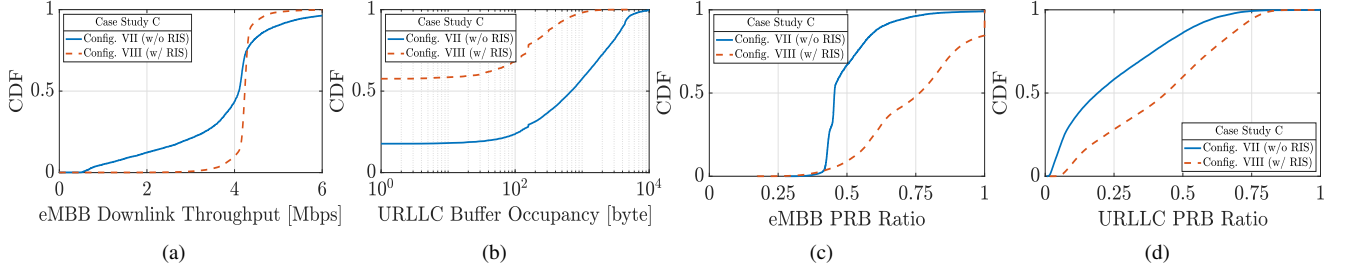 1
0.5
0
CDF
0
2
4
6
eMBB Downlink Throughput [Mbps]
Case Study C
Config. VII (w/o RIS)
Config. VIII (w/ RIS)
(a)
1
0.5
0
CDF
10^0
10^2
10^4
URLLC Buffer Occupancy [byte]
Case Study C
Config. VII (w/o RIS)
Config. VIII (w/ RIS)
(b)
1
0.5
0
CDF
0
0.25
0.5
0.75
1
eMBB PRB Ratio
Case Study C
Config. VII (w/o RIS)
Config. VIII (w/ RIS)
(c)
1
0.5
0
CDF
0
0.25
0.5
0.75
1
URLLC PRB Ratio
Case Study C
Config. VII (w/o RIS)
Config. VIII (w/ RIS)
(d)